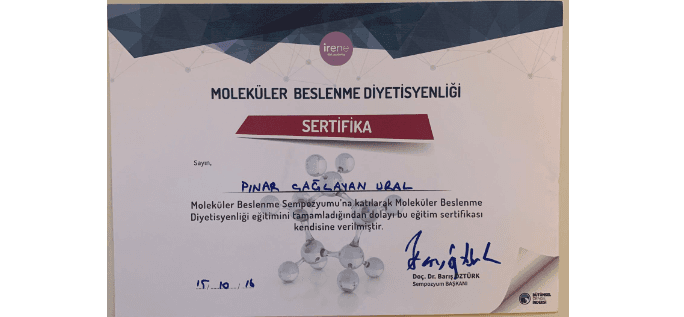 irene
MOLEKÜLER BESLENME DİYETİSYENLİĞİ
SERTİFİKA
Sayın,
PINAR ÇAĞLAYAN URAL
Moleküler Beslenme Sempozyumu'na katılarak Moleküler Beslenme
Diyetisyenliği eğitimini tamamladığından dolayı bu eğitim sertifikası
kendisine verilmiştir.
15.10.16
Doç. Dr. Barış ÖZTÜRK
Sempozyum BAŞKANI